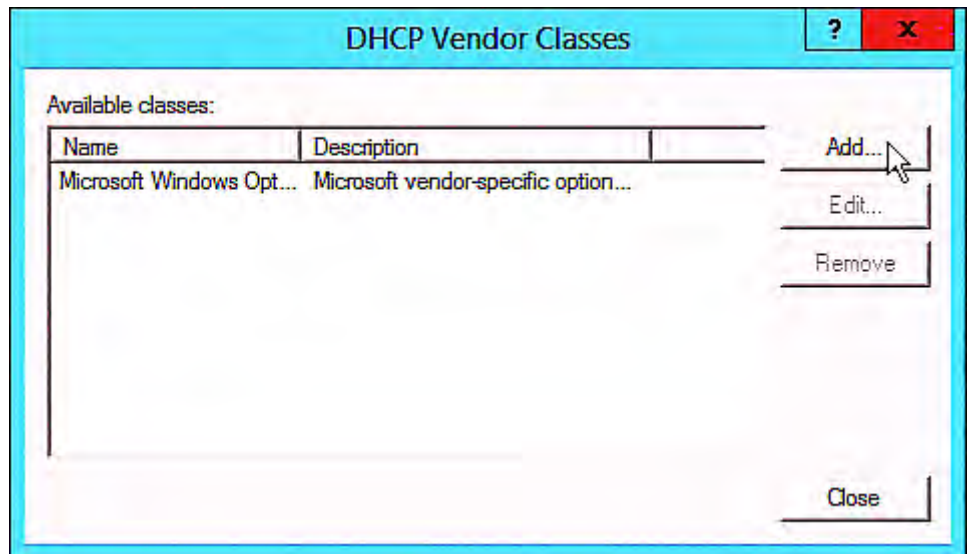 DHCP Vendor Classes ? x
Available classes:
Name Description
Microsoft Windows Opt... Microsoft vendor-specific option...
Add...
Edit...
Remove
Close